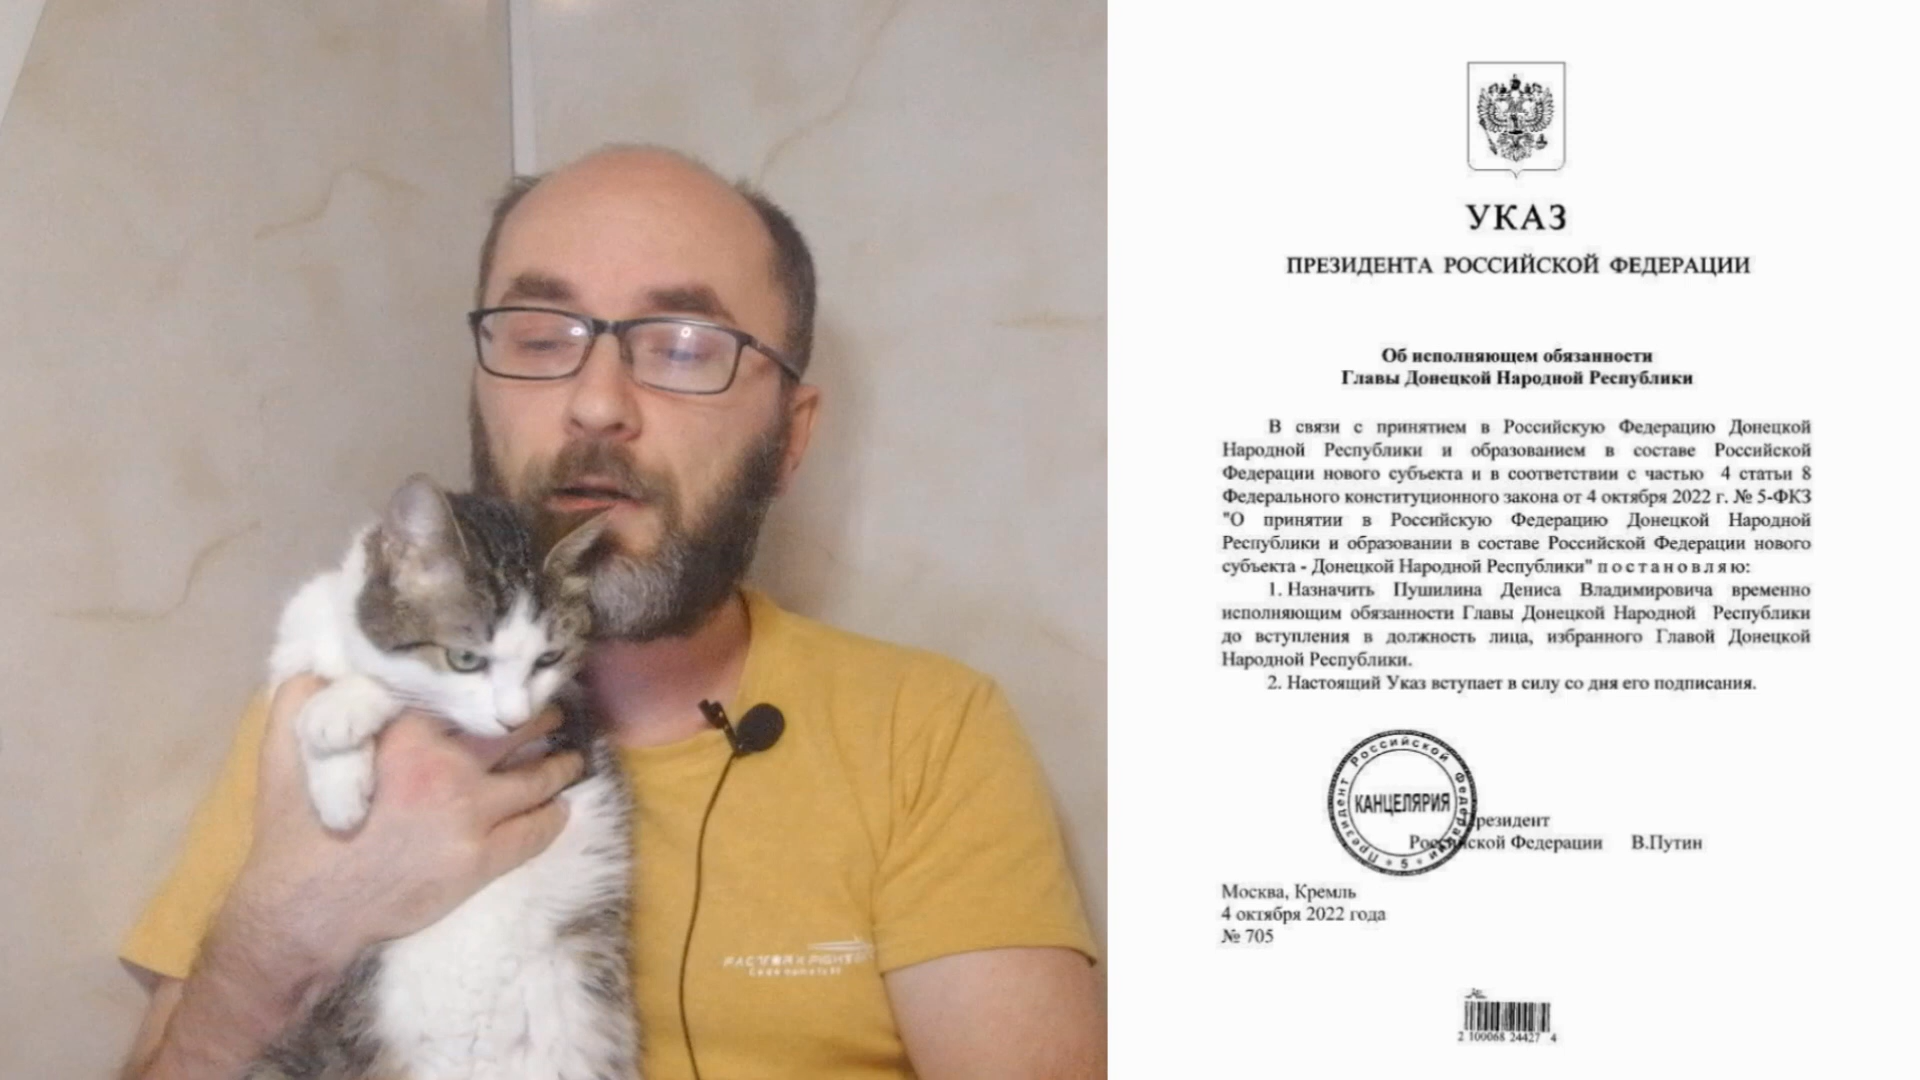 УКАЗ
ПРЕЗИДЕНТА РОССИЙСКОЙ ФЕДЕРАЦИИ
Об исполняющем обязанности
Главы Донецкой Народной Республики
В связи с принятием в Российскую Федерацию Донецкой
Народной Республики и образованием в составе Российской
Федерации нового субъекта и в соответствии с частью 4 статьи 8
Федерального конституционного закона от 4 октября 2022 г. № 5-ФКЗ
"О принятии в Российскую Федерацию Донецкой Народной
Республики и образовании в составе Российской Федерации нового
субъекта - Донецкой Народной Республики" п о с т а н о в л я ю:
1. Назначить Пушилина Дениса Владимировича временно
исполняющим обязанности Главы Донецкой Народной Республики
до вступления в должность лица, избранного Главой Донецкой
Народной Республики.
2. Настоящий Указ вступает в силу со дня его подписания.
Президент Российской Федерации
КАНЦЕЛЯРИЯ
5
Президент
Российской Федерации В.Путин
Москва, Кремль
4 октября 2022 года
№ 705
2 100068 24427 4